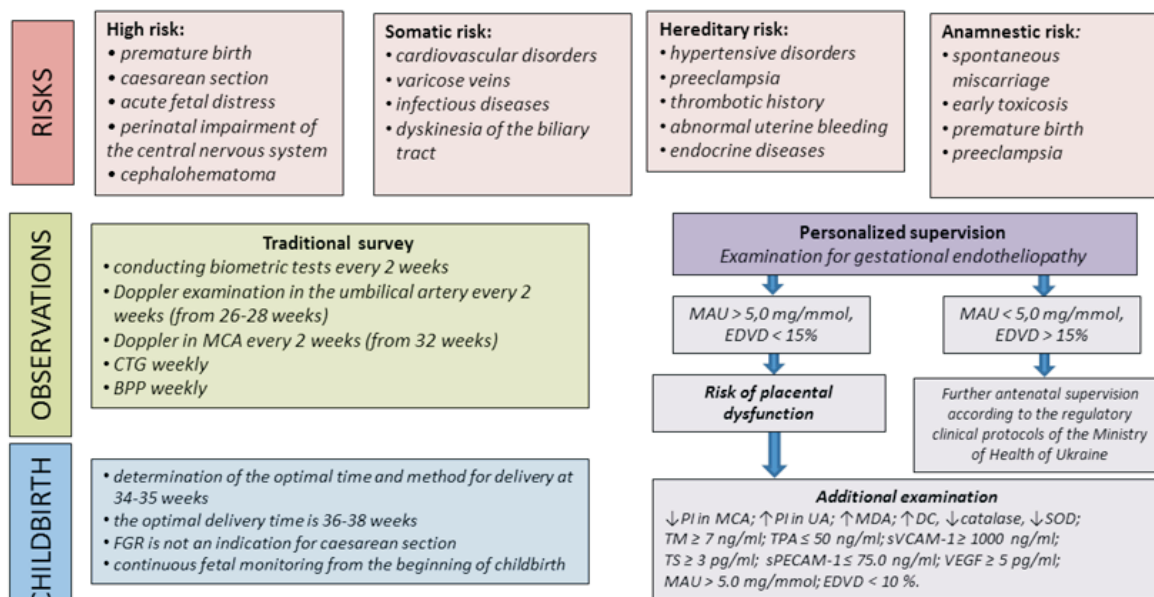 RISKS
High risk:
• premature birth
• caesarean section
• acute fetal distress
• perinatal impairment of
the central nervous system
• cephalohematoma
Somatic risk:
• cardiovascular disorders
• varicose veins
• infectious diseases
• dyskinesia of the biliary
tract
Hereditary risk:
• hypertensive disorders
• preeclampsia
• thrombotic history
• abnormal uterine bleeding
• endocrine diseases
Anamnestic risk:
• spontaneous
miscarriage
• early toxicosis
• premature birth
• preeclampsia
OBSERVATIONS
Traditional survey
• conducting biometric tests every 2 weeks
• Doppler examination in the umbilical artery every 2
weeks (from 26-28 weeks)
• Doppler in MCA every 2 weeks (from 32 weeks)
• CTG weekly
• BPP weekly
Personalized supervision
Examination for gestational endotheliopathy
MAU > 5,0 mg/mmol,
EDVD < 15%
MAU < 5,0 mg/mmol,
EDVD > 15%
Risk of placental
dysfunction
Further antenatal supervision
according to the regulatory
clinical protocols of the Ministry
of Health of Ukraine
CHILDBIRTH
• determination of the optimal time and method for delivery at
34-35 weeks
• the optimal delivery time is 36-38 weeks
• FGR is not an indication for caesarean section
• continuous fetal monitoring from the beginning of childbirth
Additional examination
↓PI in MCA; ↑PI in UA; ↑MDA; ↑DC, ↓catalase, ↓SOD;
TM ≥ 7 ng/ml; TPA ≤ 50 ng/ml; sVCAM-1 ≥ 1000 ng/ml;
TS ≥ 3 pg/ml; sPECAM-1 ≤ 75.0 ng/ml; VEGF ≥ 5 pg/ml;
MAU > 5.0 mg/mmol; EDVD < 10 %.